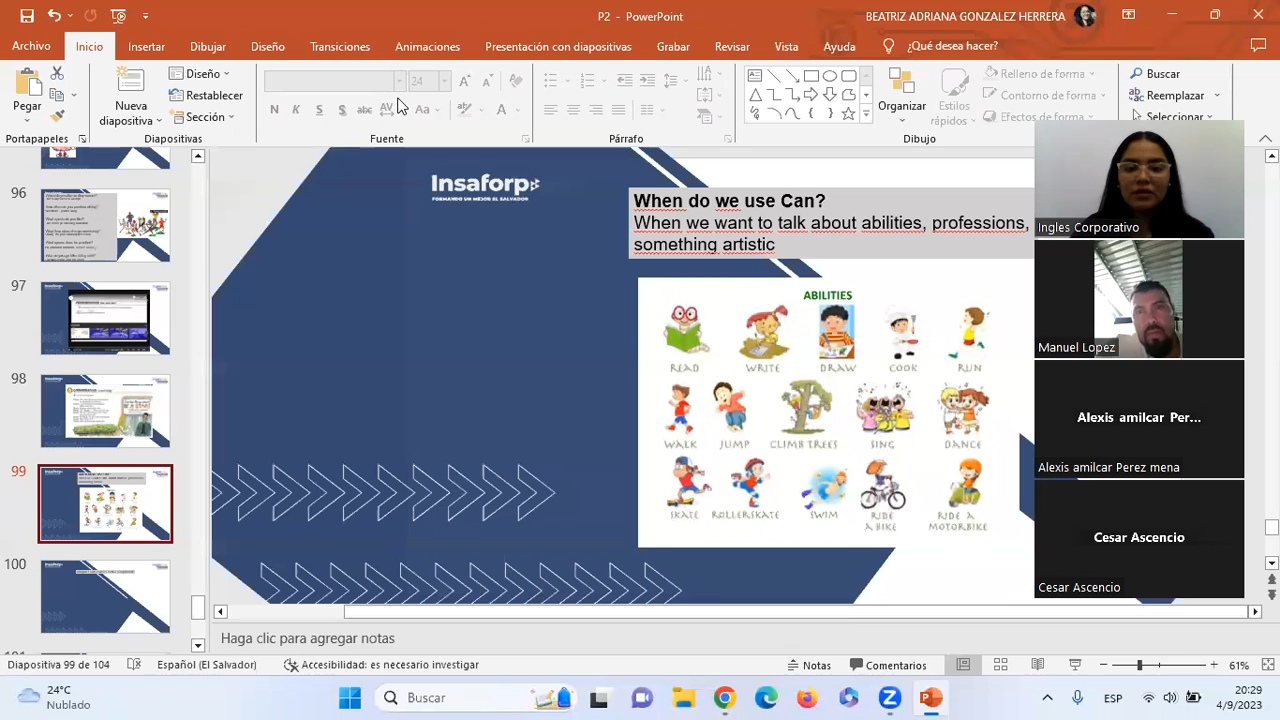 P2 - PowerPoint
BEATRIZ ADRIANA GONZALEZ HERRERA
Archivo Inicio Insertar Dibujar Diseño Transiciones Animaciones Presentación con diapositivas Grabar Revisar Vista Ayuda ¿Qué desea hacer?
Pegar
Portapapeles
Nueva
diapositiva
Diseño
Restablecer
Sección
Diapositivas
24
N K S S abc AV Aa A
Fuente
Párrafo
Organizar
Estilos
rápidos
Dibujo
Relleno de forma
Contorno de forma
Efectos de forma
Buscar
Reemplazar
Seleccionar
96
97
98
99
100
Insaforp
FORMANDO UN MEJOR EL SALVADOR
When do we use Can?
When we want to talk about abilities, porsessions,
something artistic
ABILITIES
READ WRITE DRAW COOK RUN
WALK JUMP CLIMB TREES SING DANCE
SKATE ROLLERSKATE SWIM RIDE A BIKE RIDE A MOTORBIKE
Ingles Corporativo
Manuel Lopez
Alexis amilcar Per...
Alexis amilcar Perez mena
Cesar Ascencio
Cesar Ascencio
Haga clic para agregar notas
Diapositiva 99 de 104 Español (El Salvador) Accesibilidad: es necesario investigar Notas Comentarios 61%
24°C
Nublado
Buscar
ESP
20:29
4/9/2023